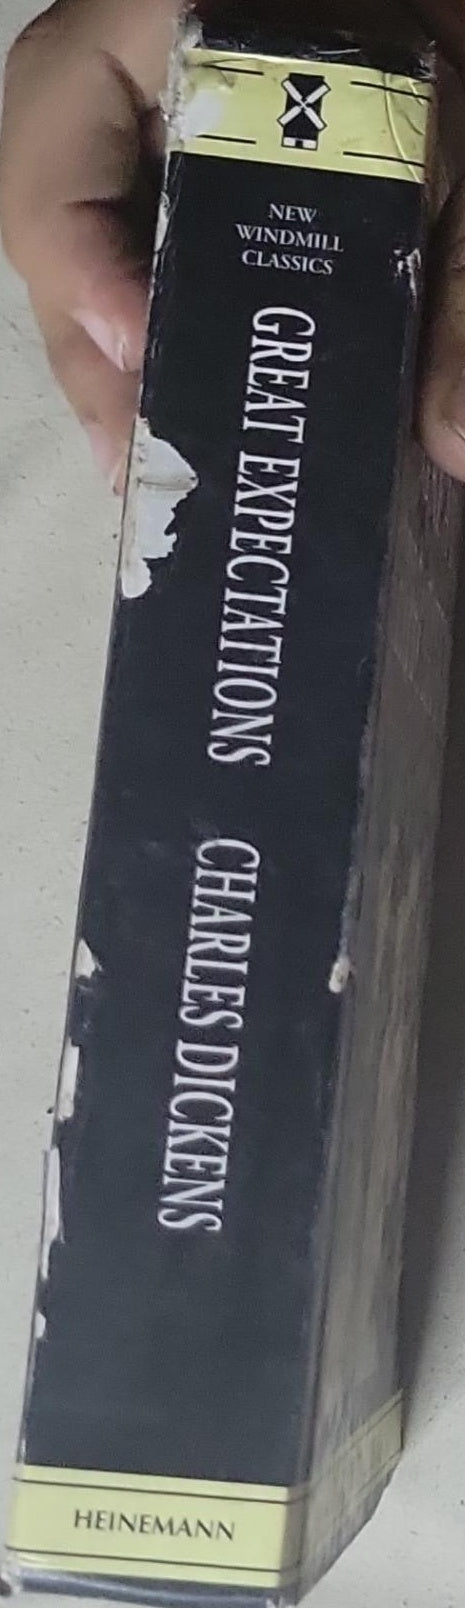 NEW
WINDMILL
CLASSICS
GREAT EXPECTATIONS CHARLES DICKENS
HEINEMANN